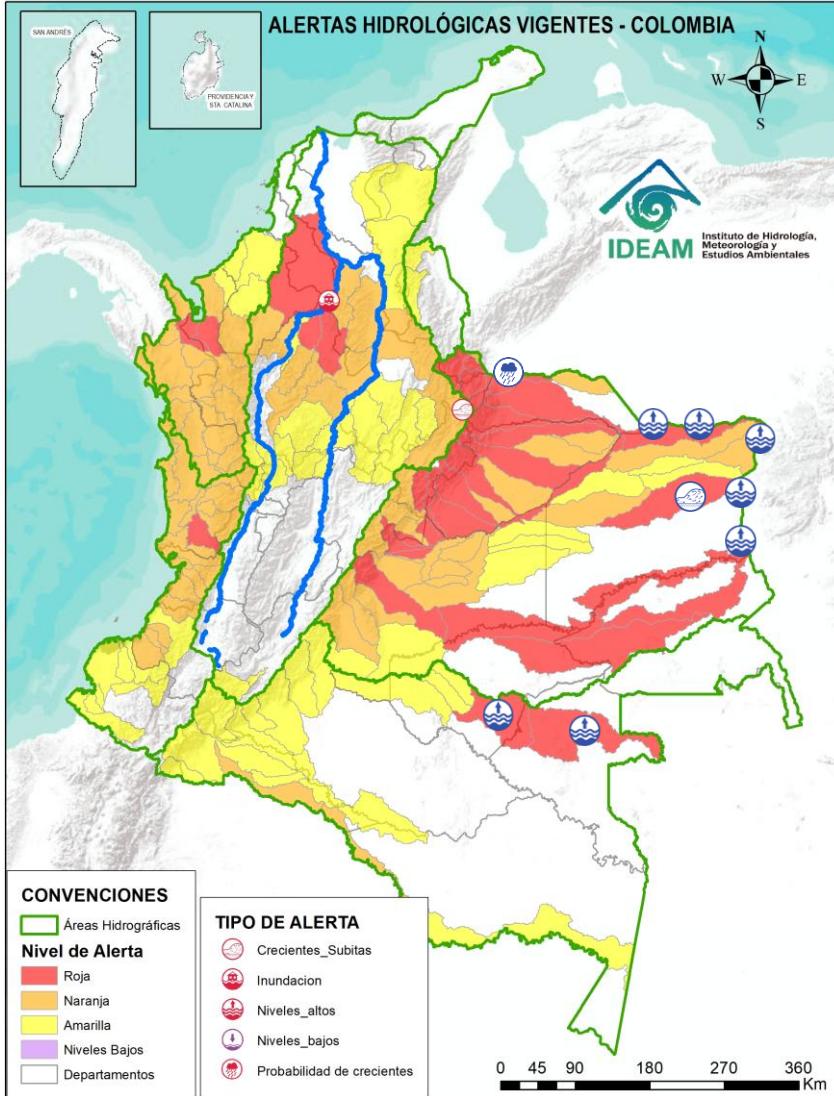 ALERTAS HIDROLÓGICAS VIGENTES - COLOMBIA
SAN ANDRÉS
PROVIDENCIA Y
STA. CATALINA
N
W
E
S
IDEAM
Instituto de Hidrología,
Meteorología y
Estudios Ambientales
CONVENCIONES
Áreas Hidrográficas
Nivel de Alerta
Roja
Naranja
Amarilla
Niveles Bajos
Departamentos
TIPO DE ALERTA
Crecientes_Subitas
Inundacion
Niveles_altos
Niveles_bajos
Probabilidad de crecientes
0 45 90 180 270 360
Km